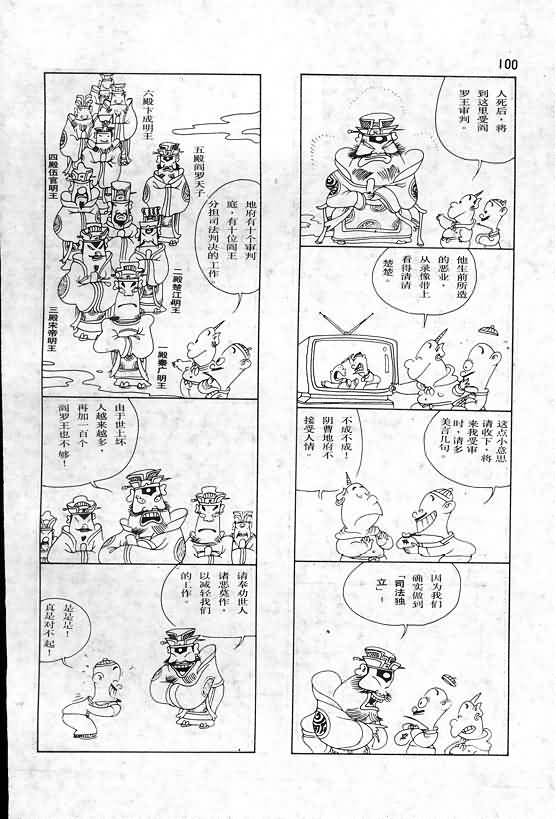 100
人死后，将
到这里受阎
罗王审判。
他生前所造
的恶业，
从录像带上
看得清清
楚楚。
这点小意思
请收下，将
来我受审
时，请多
美言几句。
不成不成！
阴曹地府不
接受人情。
因为我们
确实做到
「司法独
立」！
地府有十个审判
庭，有十位阎王
分担司法判决的工作。
六殿卞成明王
五殿阎罗天子
四殿伍官明王
三殿宋帝明王
二殿楚江明王
一殿秦广明王
由于世上坏
人越来越多，
再加一百个
阎罗王也不够！
请奉劝世人
诸恶莫作，
以减轻我们
的工作。
是是是！
真是对
不起！